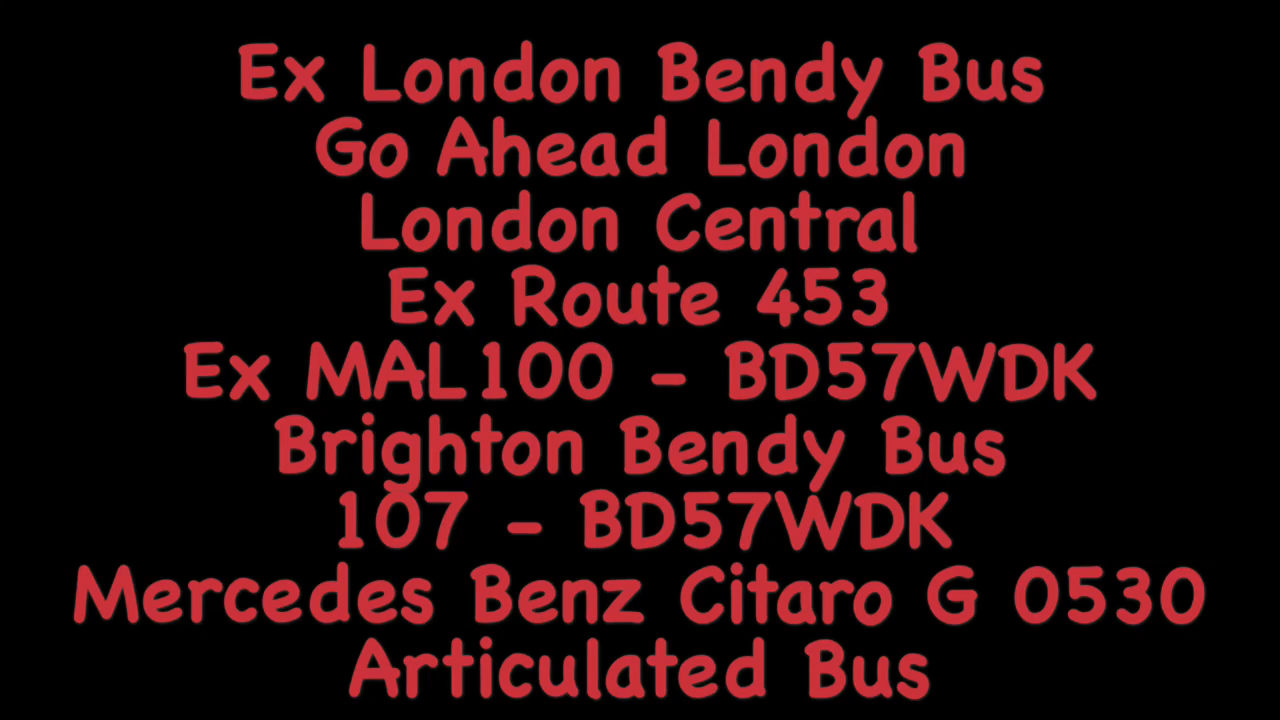 Ex London Bendy Bus
Go Ahead London
London Central
Ex Route 453
Ex MAL100 - BD57WDK
Brighton Bendy Bus
107 - BD57WDK
Mercedes Benz Citaro G 0530
Articulated Bus